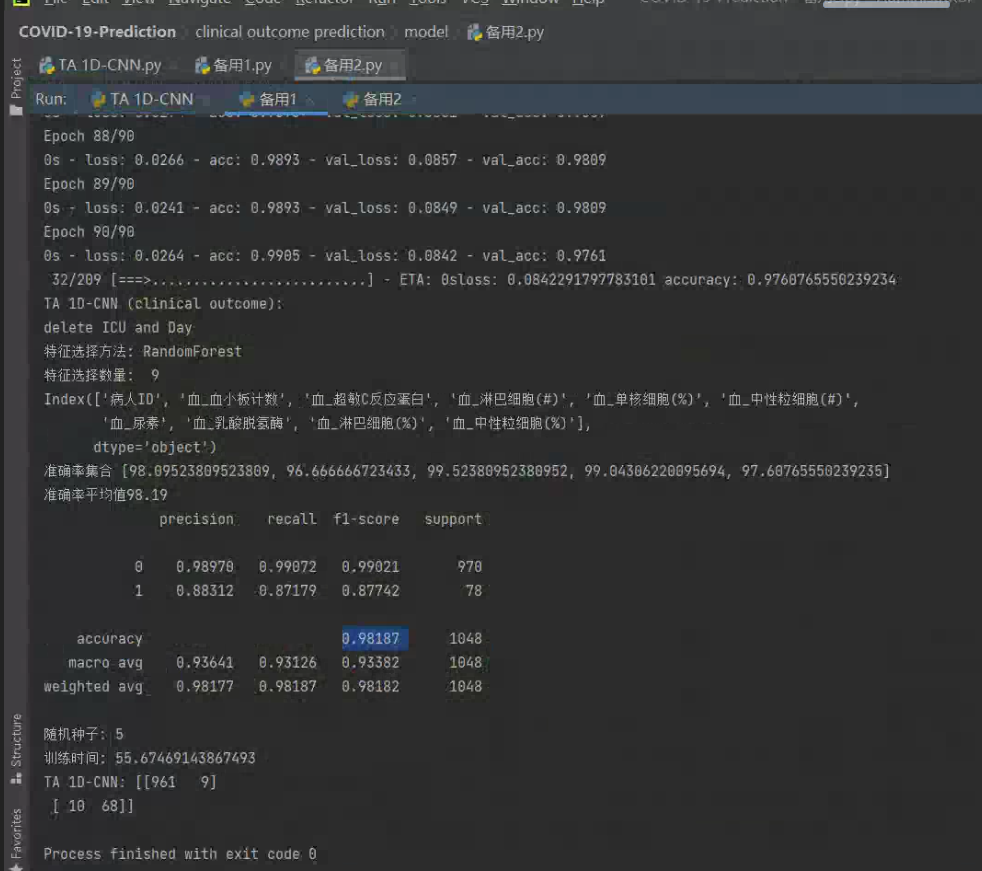 File Edit View Navigate Code Refactor Run Tools VCS Window Help
COVID-19-Prediction clinical outcome prediction model 备用2.py
TA 1D-CNN.py 备用1.py 备用2.py
Run: TA 1D-CNN 备用1 备用2
Project
Epoch 88/90
0s - loss: 0.0266 - acc: 0.9893 - val_loss: 0.0857 - val_acc: 0.9809
Epoch 89/90
0s - loss: 0.0241 - acc: 0.9893 - val_loss: 0.0849 - val_acc: 0.9809
Epoch 90/90
0s - loss: 0.0264 - acc: 0.9905 - val_loss: 0.0842 - val_acc: 0.9761
32/209 [===>..........................] - ETA: 0sloss: 0.0842291797783101 accuracy: 0.9760765550239234
TA 1D-CNN (clinical outcome):
delete ICU and Day
特征选择方法: RandomForest
特征选择数量: 9
Index(['病人ID', '血_血小板计数', '血_超敏C反应蛋白', '血_淋巴细胞(#)', '血_单核细胞(%)', '血_中性粒细胞(#)',
'血_尿素', '血_乳酸脱氢酶', '血_淋巴细胞(%)', '血_中性粒细胞(%)'],
dtype='object')
准确率集合 [98.09523809523809, 96.666666723433, 99.52380952380952, 99.04306220095694, 97.60765550239235]
准确率平均值98.19
precision recall f1-score support
0 0.98970 0.99072 0.99021 970
1 0.88312 0.87179 0.87742 78
accuracy 0.98187 1048
macro avg 0.93641 0.93126 0.93382 1048
weighted avg 0.98177 0.98187 0.98182 1048
随机种子: 5
训练时间: 55.67469143867493
TA 1D-CNN: [[961 9]
[ 10 68]]
Process finished with exit code 0
Structure
Favorites